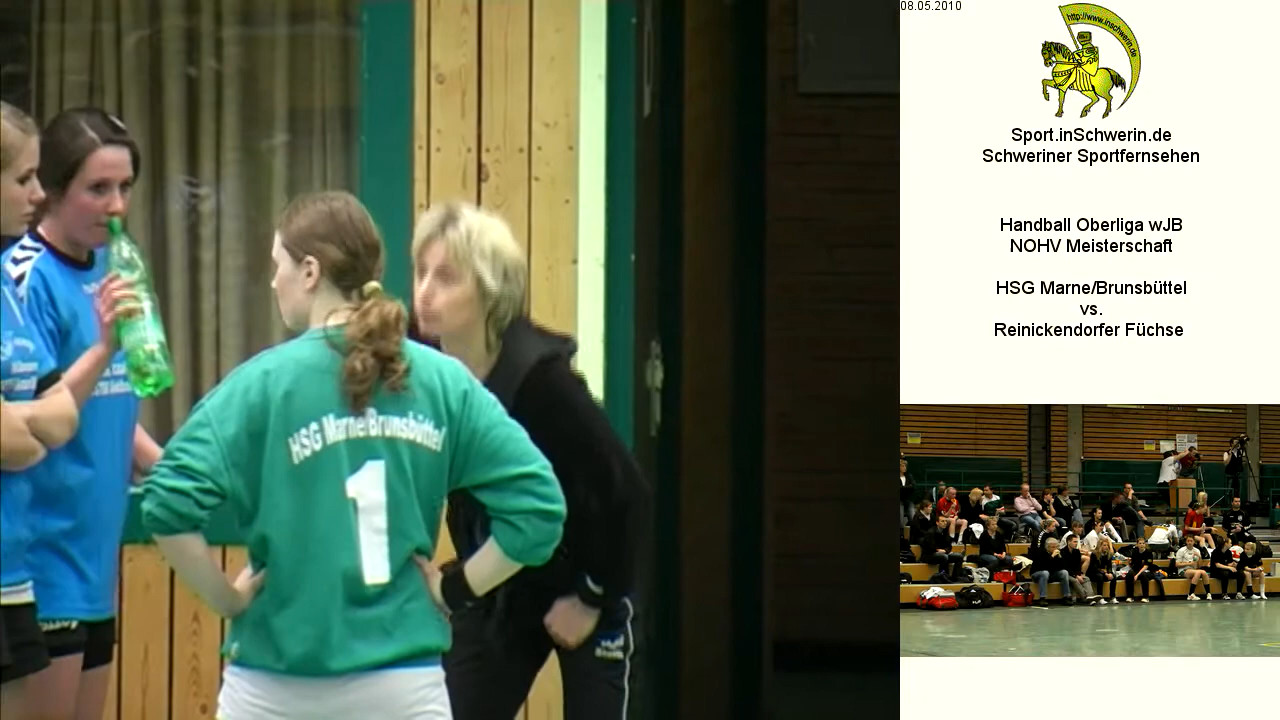 08.05.2010
http://www.inschwerin.de
Sport.inSchwerin.de
Schweriner Sportfernsehen
Handball Oberliga wJB
NOHV Meisterschaft
HSG Marne/Brunsbüttel
vs.
Reinickendorfer Füchse
HSG Marne/Brunsbüttel
1